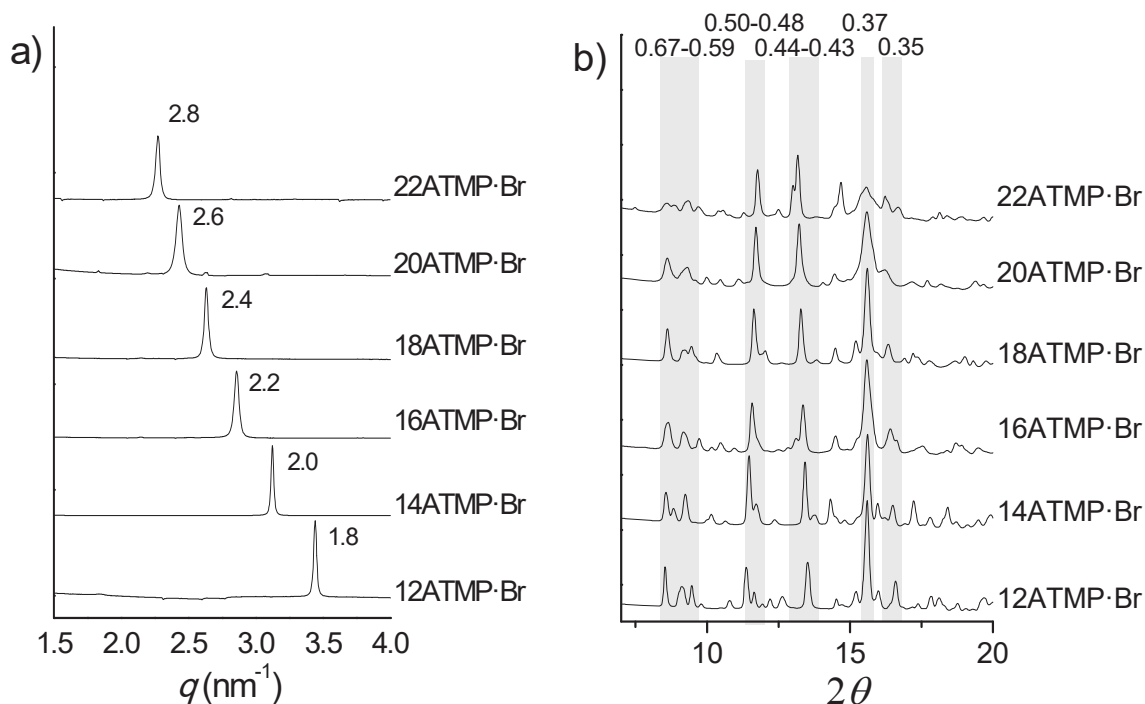 a)
2.8
22ATMP·Br
2.6
20ATMP·Br
2.4
18ATMP·Br
2.2
16ATMP·Br
2.0
14ATMP·Br
1.8
12ATMP·Br
1.5 2.0 2.5 3.0 3.5 4.0
q (nm⁻¹)
b)
0.50-0.48 0.37
0.67-0.59 0.44-0.43 0.35
22ATMP·Br
20ATMP·Br
18ATMP·Br
16ATMP·Br
14ATMP·Br
12ATMP·Br
10 15 20
2θ